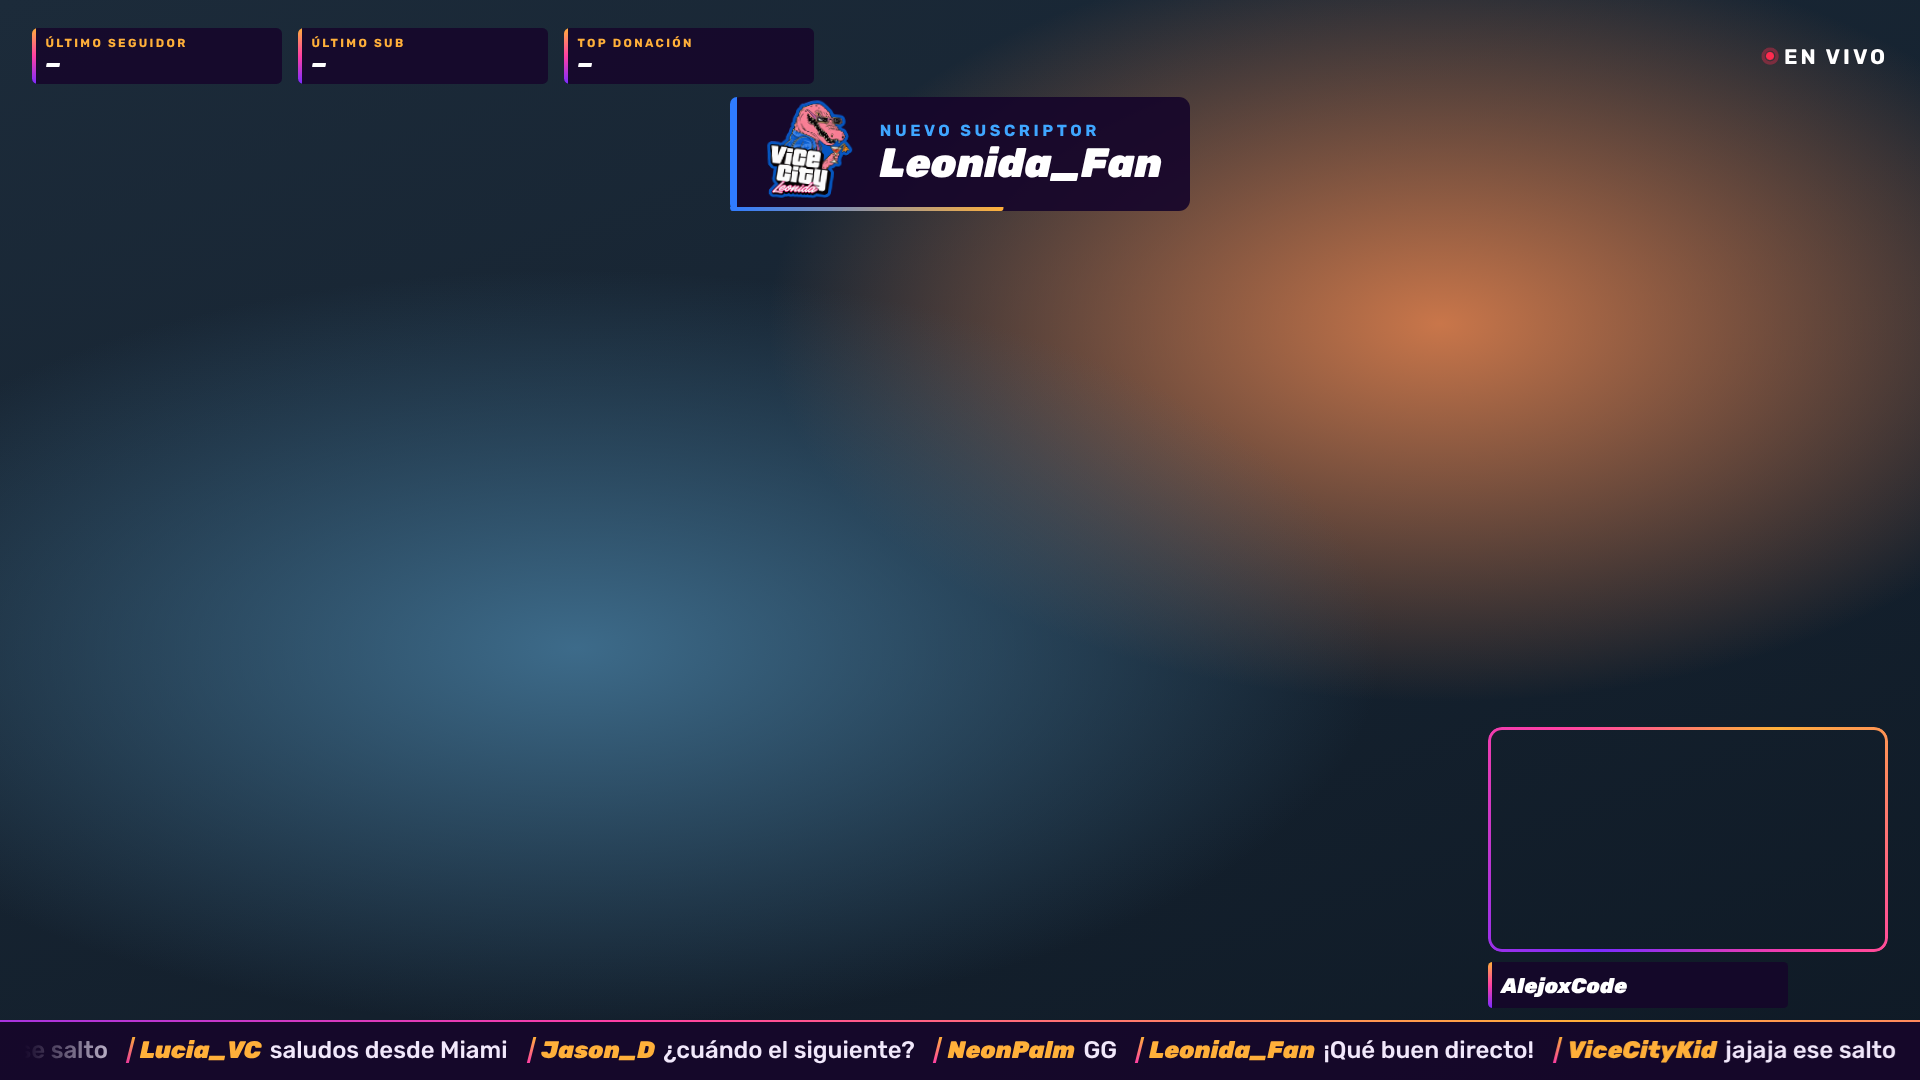 ÚLTIMO SEGUIDOR
–
ÚLTIMO SUB
–
TOP DONACIÓN
–
EN VIVO
Vice
City
Leonida
NUEVO SUSCRIPTOR
Leonida_Fan
AlejoxCode
se salto / Lucia_VC saludos desde Miami / Jason_D ¿cuándo el siguiente? / NeonPalm GG / Leonida_Fan ¡Qué buen directo! / ViceCityKid jajaja ese salto